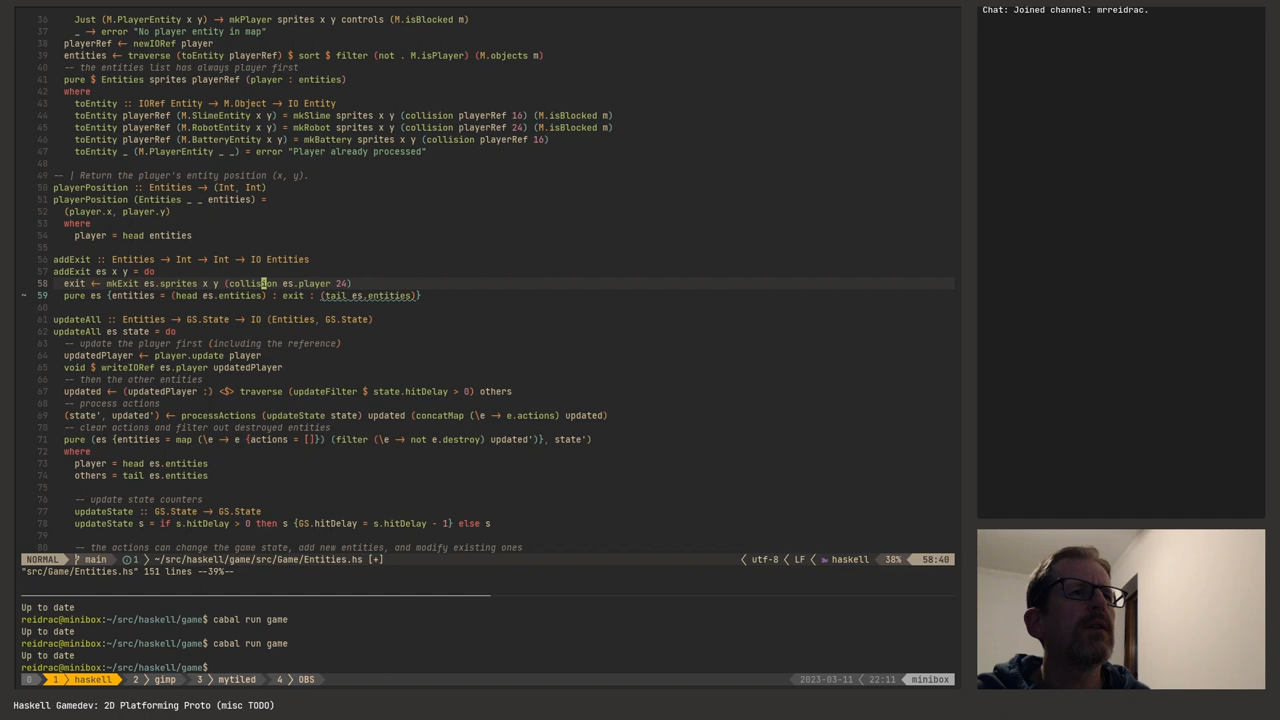 36     Just (M.PlayerEntity x y) → mkPlayer sprites x y controls (M.isBlocked m)
37     _ → error "No player entity in map"
38   playerRef ← newIORef player
39   entities ← traverse (toEntity playerRef) $ sort $ filter (not . M.isPlayer) (M.objects m)
40   -- the entities list has always player first
41   pure $ Entities sprites playerRef (player : entities)
42   where
43     toEntity :: IORef Entity → M.Object → IO Entity
44     toEntity playerRef (M.SlimeEntity x y) = mkSlime sprites x y (collision playerRef 16) (M.isBlocked m)
45     toEntity playerRef (M.RobotEntity x y) = mkRobot sprites x y (collision playerRef 24) (M.isBlocked m)
46     toEntity playerRef (M.BatteryEntity x y) = mkBattery sprites x y (collision playerRef 16)
47     toEntity _ (M.PlayerEntity _ _) = error "Player already processed"
48
49 -- | Return the player's entity position (x, y).
50 playerPosition :: Entities → (Int, Int)
51 playerPosition (Entities _ _ entities) =
52   (player.x, player.y)
53   where
54     player = head entities
55
56 addExit :: Entities → Int → Int → IO Entities
57 addExit es x y = do
58   exit ← mkExit es.sprites x y (collision es.player 24)
~ 59   pure es {entities = (head es.entities) : exit : (tail es.entities)}
60
61 updateAll :: Entities → GS.State → IO (Entities, GS.State)
62 updateAll es state = do
63   -- update the player first (including the reference)
64   updatedPlayer ← player.update player
65   void $ writeIORef es.player updatedPlayer
66   -- then the other entities
67   updated ← (updatedPlayer :) <$> traverse (updateFilter $ state.hitDelay > 0) others
68   -- process actions
69   (state', updated') ← processActions (updateState state) updated (concatMap (\e → e.actions) updated)
70   -- clear actions and filter out destroyed entities
71   pure (es {entities = map (\e → e {actions = []}) (filter (\e → not e.destroy) updated')}, state')
72   where
73     player = head es.entities
74     others = tail es.entities
75
76     -- update state counters
77     updateState :: GS.State → GS.State
78     updateState s = if s.hitDelay > 0 then s {GS.hitDelay = s.hitDelay - 1} else s
79
80     -- the actions can change the game state, add new entities, and modify existing ones
NORMAL main 1 ~/src/haskell/game/src/Game/Entities.hs [+] utf-8 LF haskell 38% 58:40
"src/Game/Entities.hs" 151 lines --39%--
Up to date
reidrac@minibox:~/src/haskell/game$ cabal run game
Up to date
reidrac@minibox:~/src/haskell/game$ cabal run game
Up to date
reidrac@minibox:~/src/haskell/game$
0 1 haskell 2 gimp 3 mytiled 4 OBS 2023-03-11 22:11 minibox
Chat: Joined channel: mrreidrac.
Haskell Gamedev: 2D Platforming Proto (misc TODO)